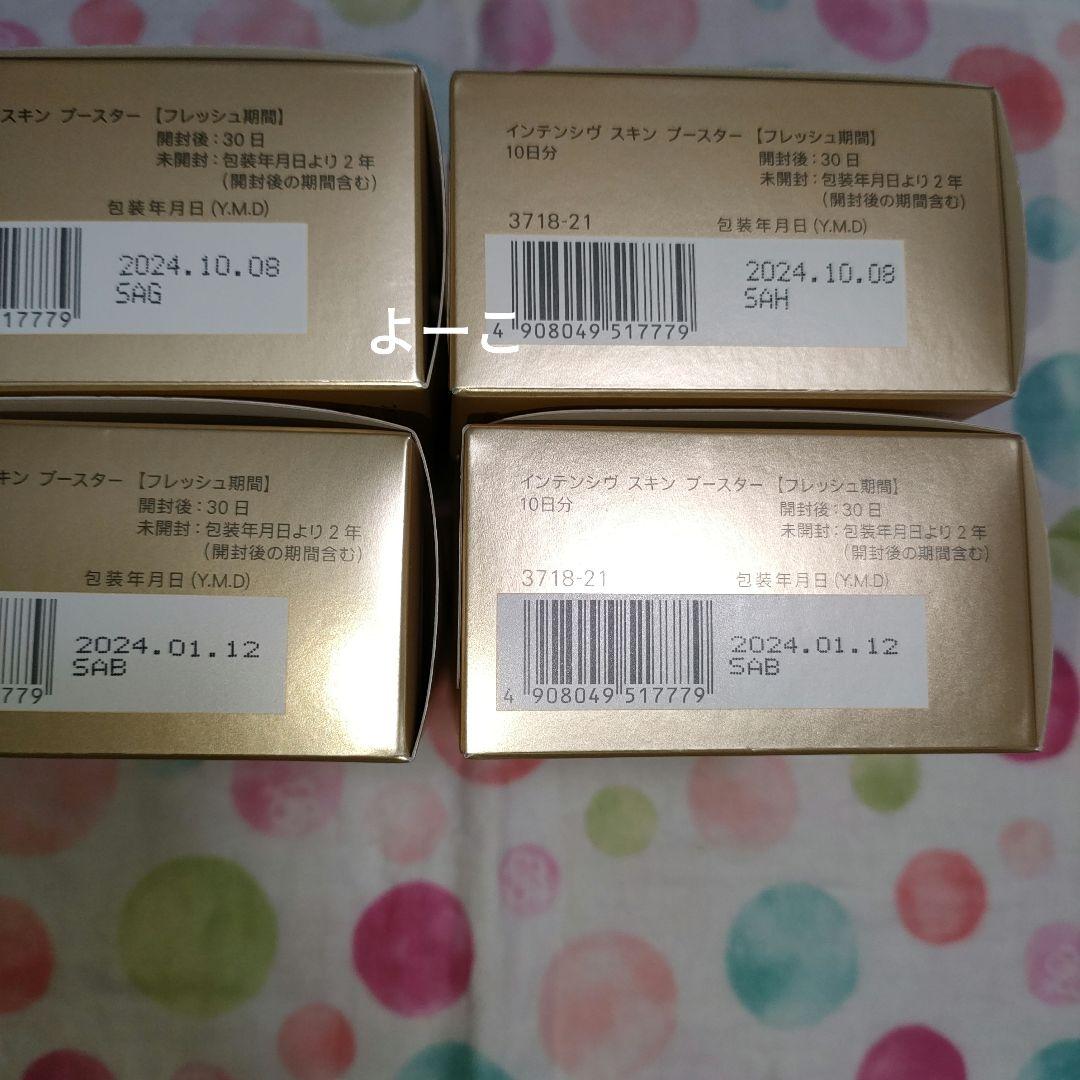 スキン ブースター 【フレッシュ期間】
開封後：30日
未開封：包装年月日より2年
（開封後の期間含む）
包装年月日(Y.M.D)
2024.10.08
SAG
17779
インテンシヴ スキン ブースター 【フレッシュ期間】
10日分
開封後：30日
未開封：包装年月日より2年
（開封後の期間含む）
3718-21
包装年月日(Y.M.D)
2024.10.08
SAH
4 908049 517779
よーこ
キン ブースター 【フレッシュ期間】
開封後：30日
未開封：包装年月日より2年
（開封後の期間含む）
包装年月日(Y.M.D)
2024.01.12
SAB
779
インテンシヴ スキン ブースター 【フレッシュ期間】
10日分
開封後：30日
未開封：包装年月日より2年
（開封後の期間含む）
3718-21
包装年月日(Y.M.D)
2024.01.12
SAB
4 908049 517779